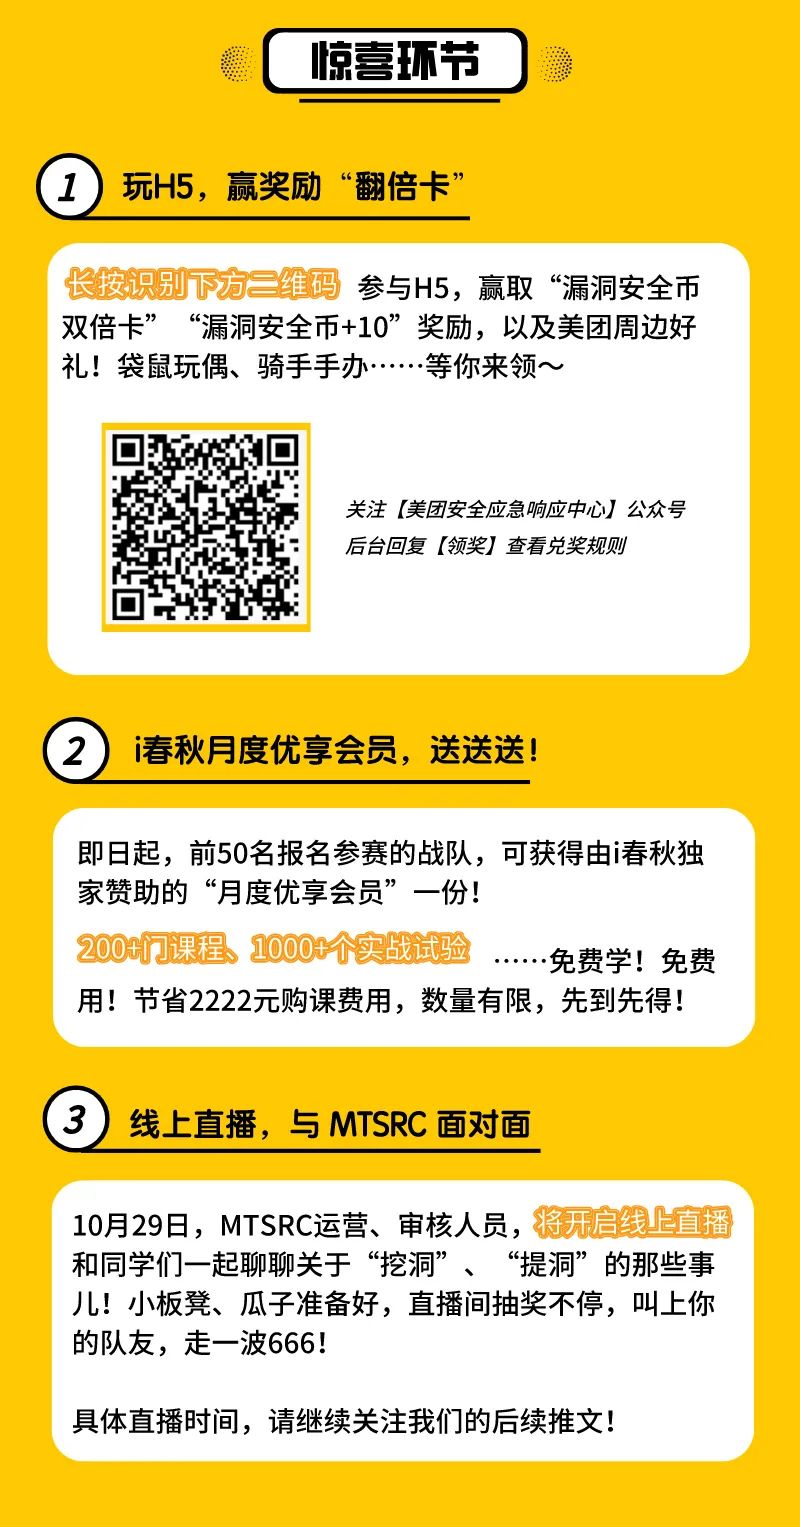 惊喜环节
1 玩H5，赢奖励“翻倍卡”
长按识别下方二维码 参与H5，赢取“漏洞安全币
双倍卡”“漏洞安全币+10”奖励，以及美团周边好
礼！袋鼠玩偶、骑手手办……等你来领～
关注【美团安全应急响应中心】公众号
后台回复【领奖】查看兑奖规则
2 i春秋月度优享会员，送送送！
即日起，前50名报名参赛的战队，可获得由i春秋独
家赞助的“月度优享会员”一份！
200+门课程、1000+个实战试验 ……免费学！免费
用！节省2222元购课费用，数量有限，先到先得！
3 线上直播，与 MTSRC 面对面
10月29日，MTSRC运营、审核人员，将开启线上直播
和同学们一起聊聊关于“挖洞”、“提洞”的那些事
儿！小板凳、瓜子准备好，直播间抽奖不停，叫上你
的队友，走一波666！
具体直播时间，请继续关注我们的后续推文！